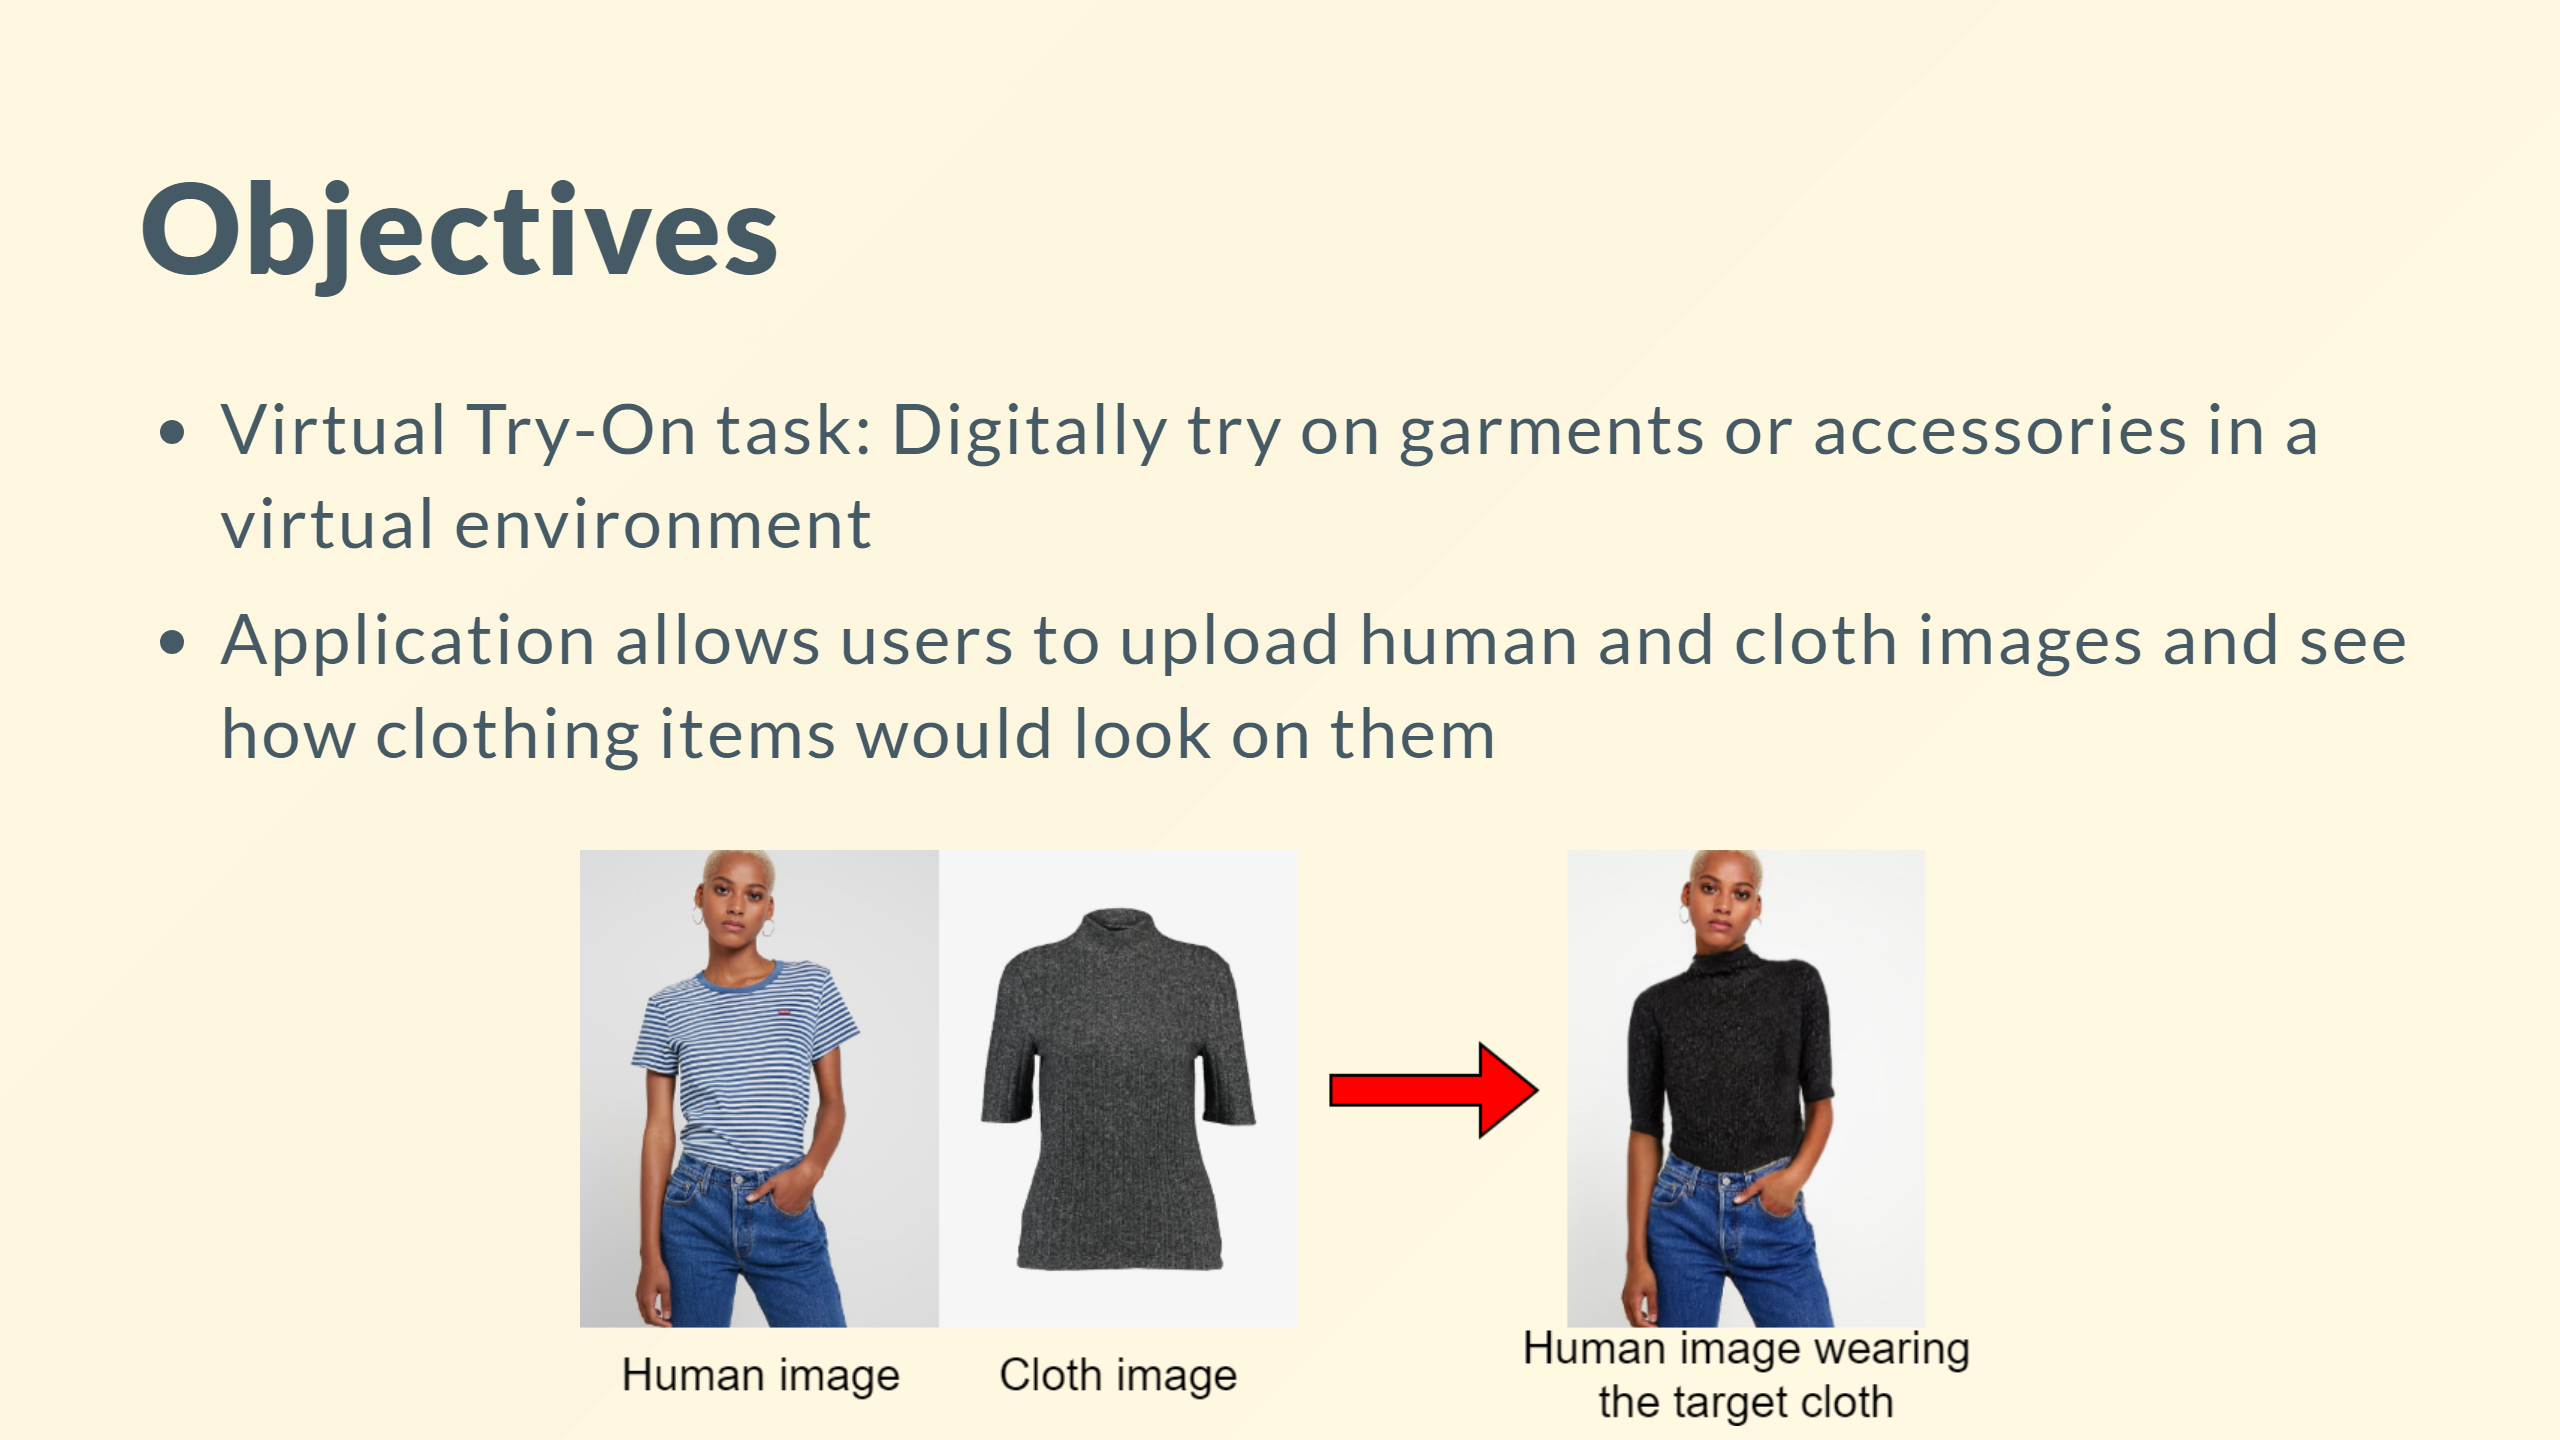 Objectives
• Virtual Try-On task: Digitally try on garments or accessories in a
virtual environment
• Application allows users to upload human and cloth images and see
how clothing items would look on them
Human image
Cloth image
Human image wearing
the target cloth